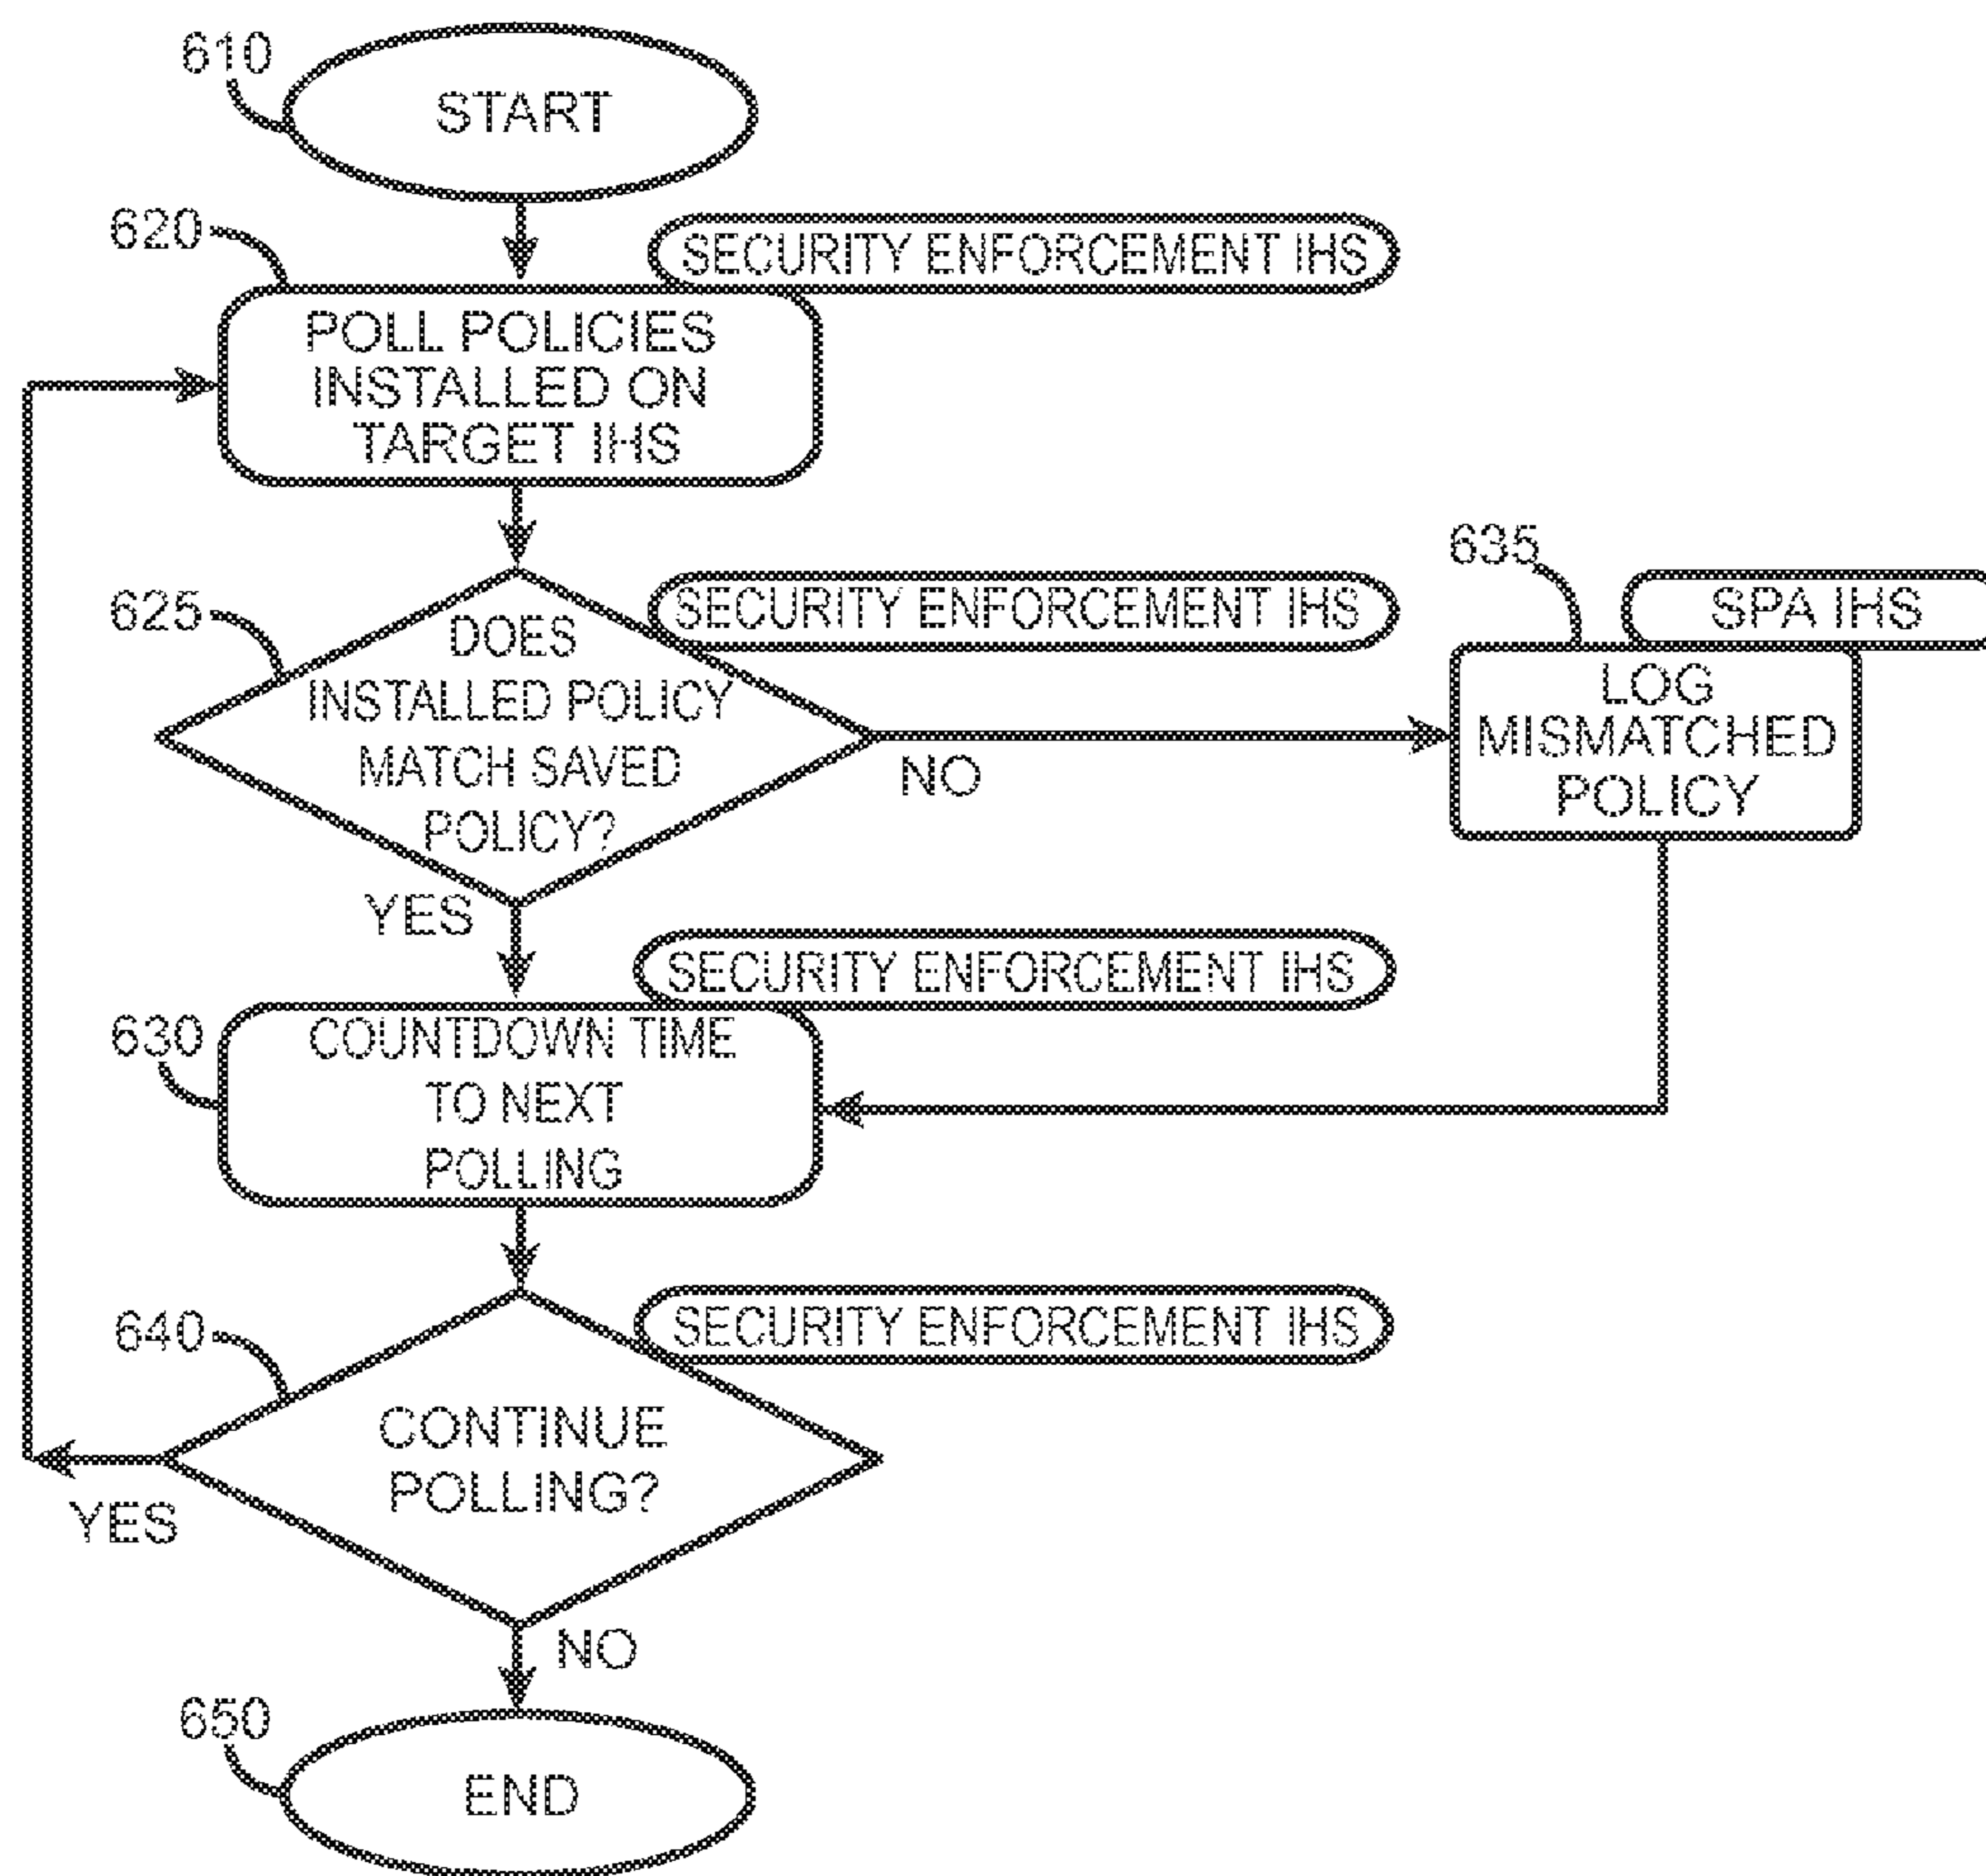 610
START
620
SECURITY ENFORCEMENT IHS
POLL POLICIES
INSTALLED ON
TARGET IHS
625
SECURITY ENFORCEMENT IHS
DOES
INSTALLED POLICY
MATCH SAVED
POLICY?
NO
YES
635
SPA IHS
LOG
MISMATCHED
POLICY
SECURITY ENFORCEMENT IHS
630
COUNTDOWN TIME
TO NEXT
POLLING
640
SECURITY ENFORCEMENT IHS
CONTINUE
POLLING?
YES
NO
650
END